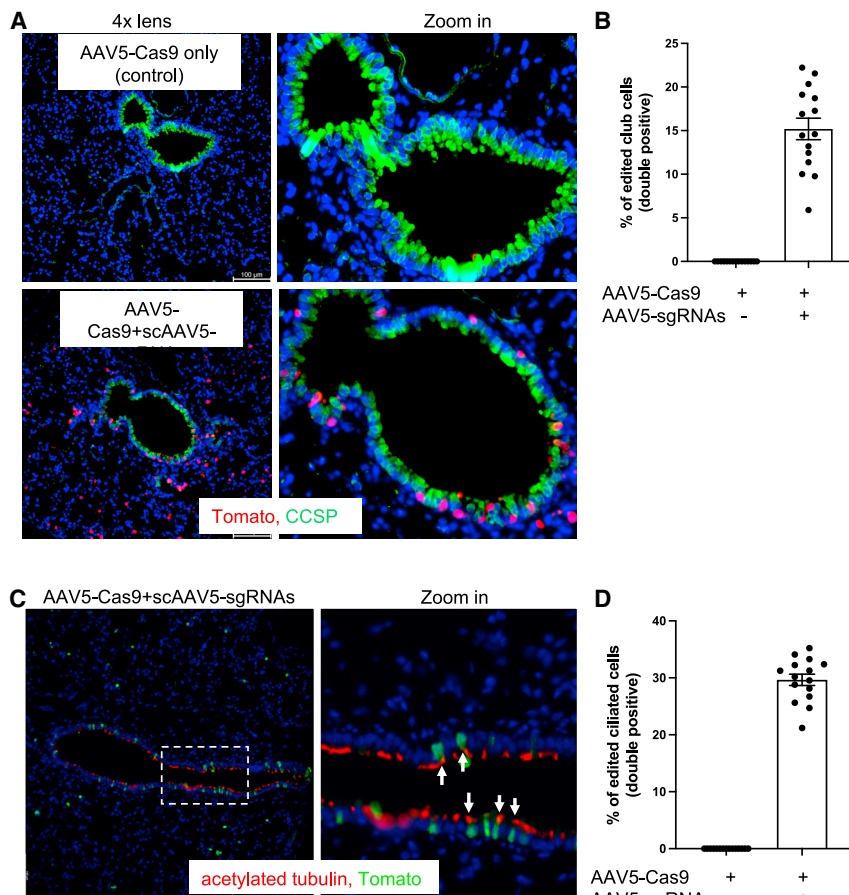 A
4x lens
Zoom in
AAV5-Cas9 only
(control)
100 µm
AAV5-
Cas9+scAAV5-
Tomato, CCSP
B
% of edited club cells
(double positive)
25
20
15
10
5
0
AAV5-Cas9 + +
AAV5-sgRNAs - +
C
AAV5-Cas9+scAAV5-sgRNAs
Zoom in
acetylated tubulin, Tomato
D
% of edited ciliated cells
(double positive)
40
30
20
10
0
AAV5-Cas9 + +